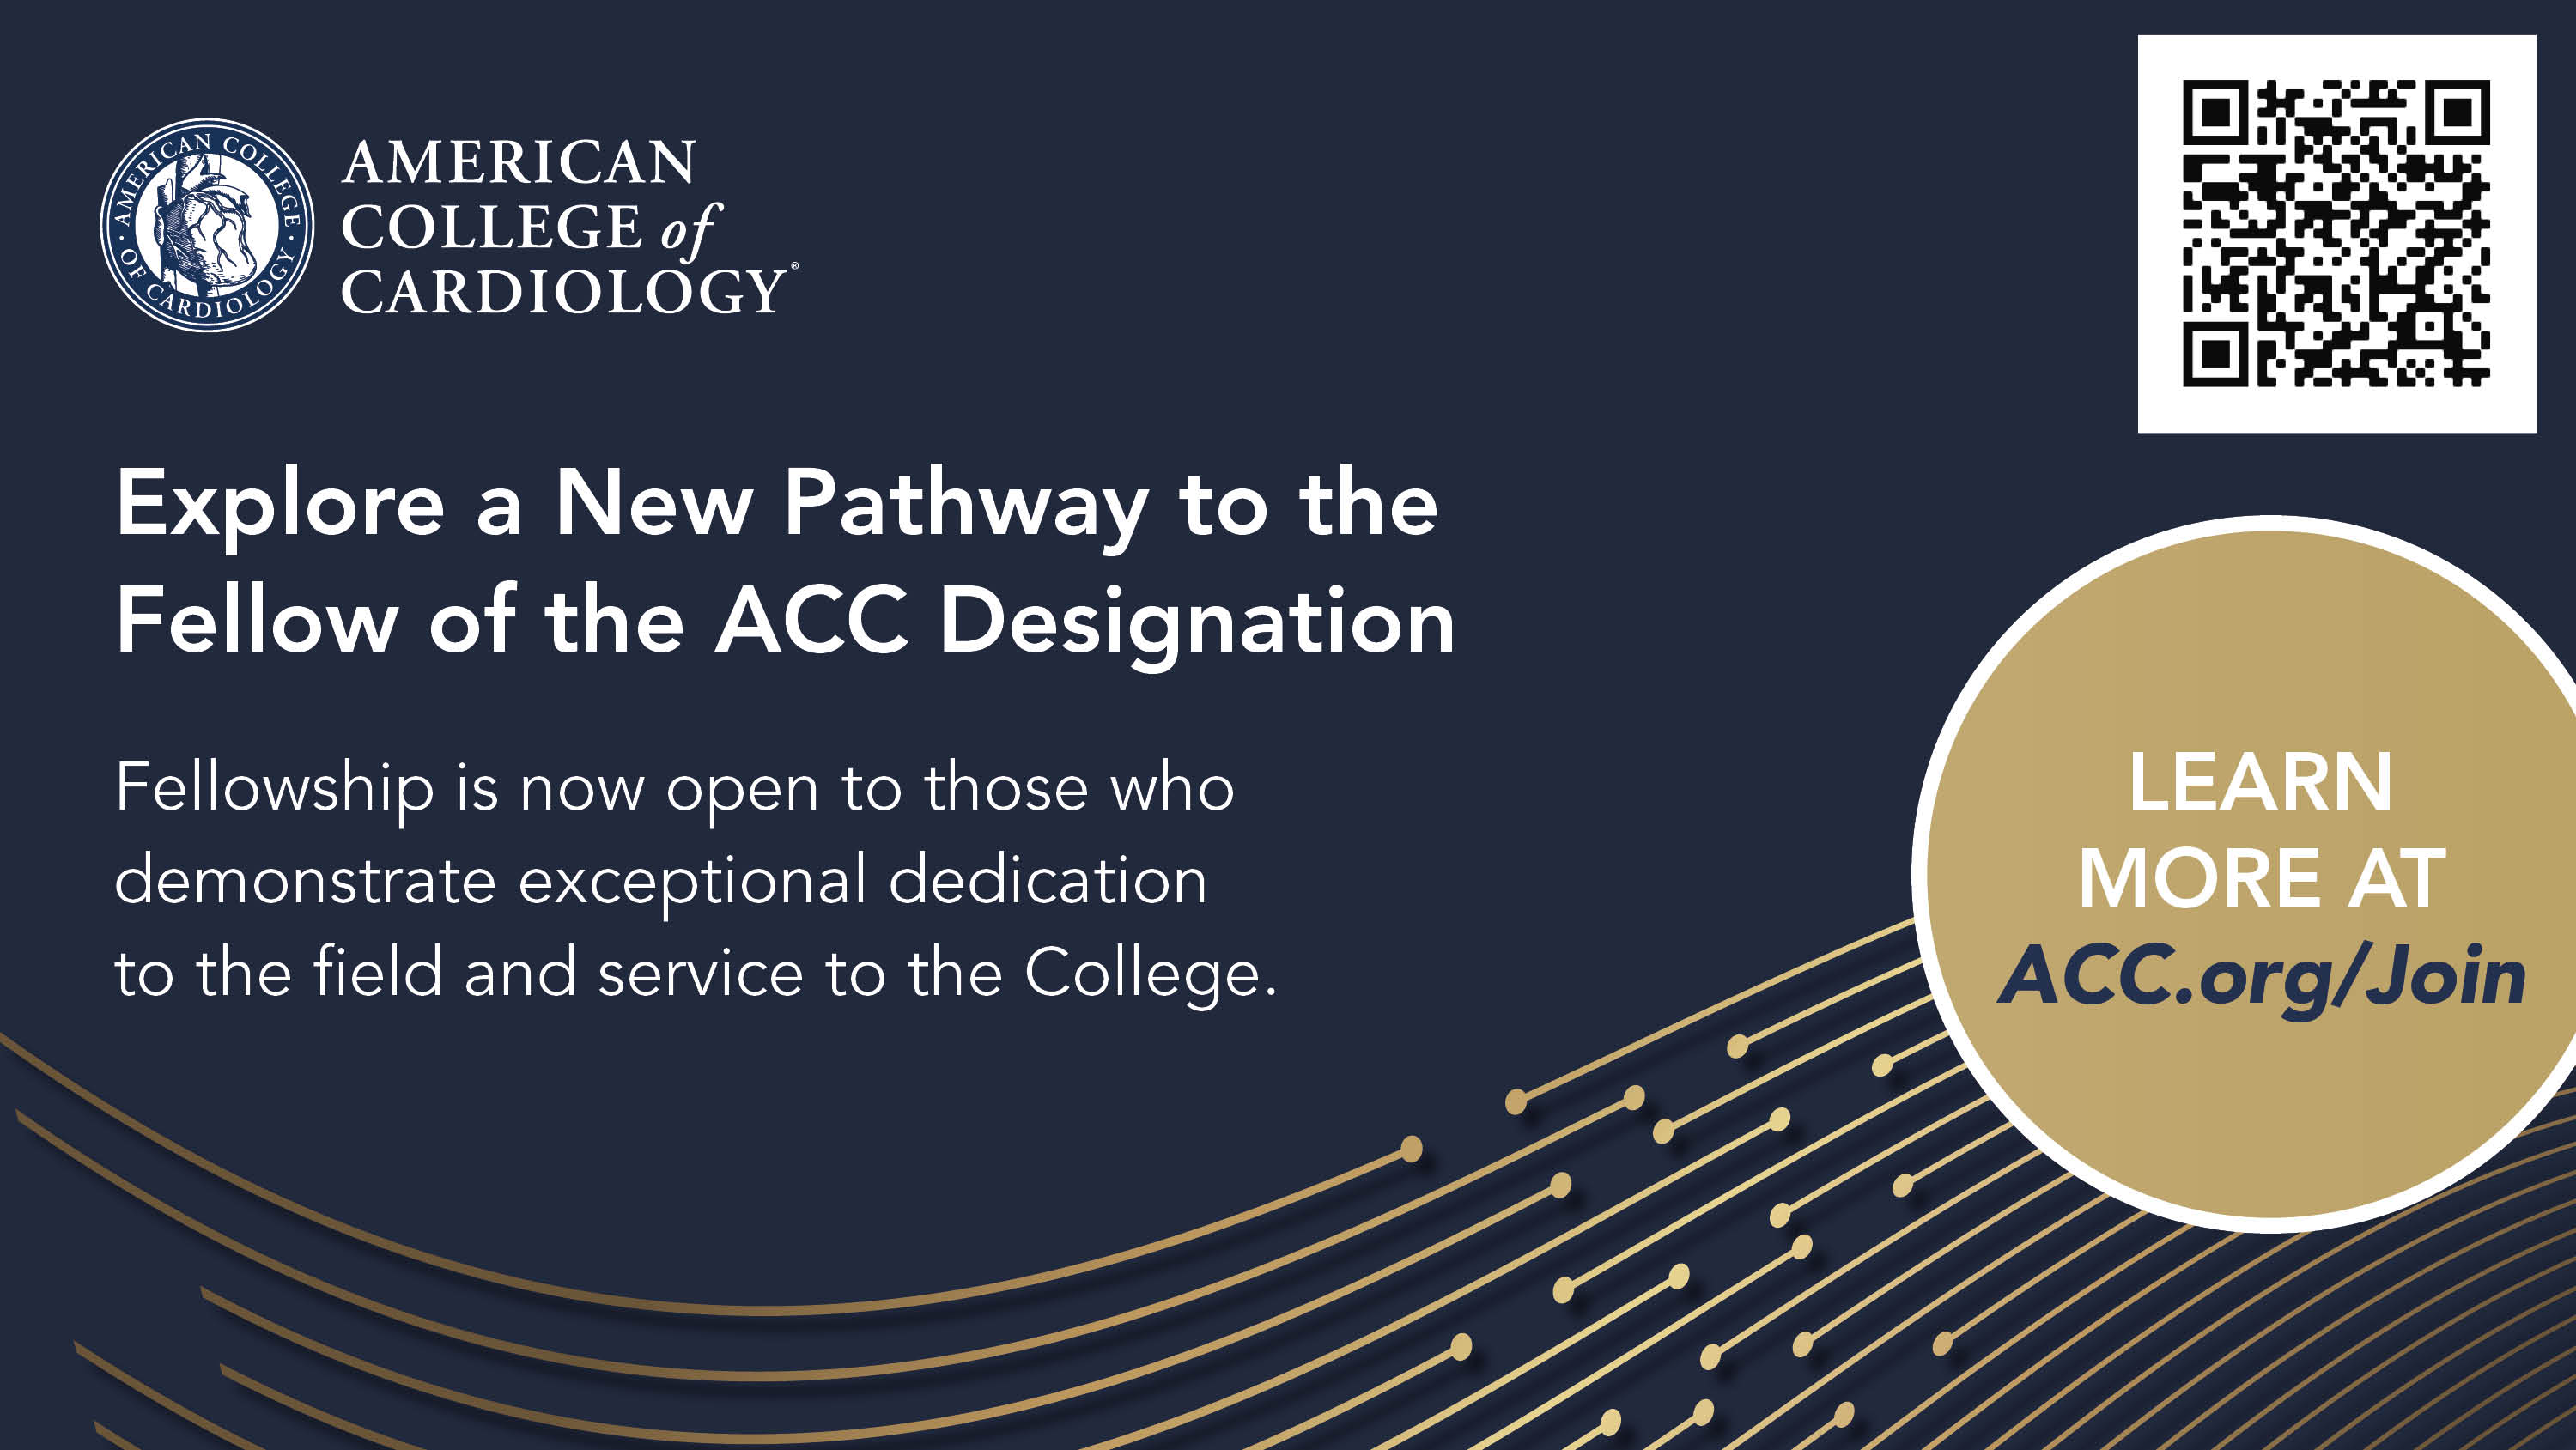 AMERICAN COLLEGE
OF CARDIOLOGY
AMERICAN
COLLEGE of
CARDIOLOGY®
Explore a New Pathway to the
Fellow of the ACC Designation
Fellowship is now open to those who
demonstrate exceptional dedication
to the field and service to the College.
LEARN
MORE AT
ACC.org/Join